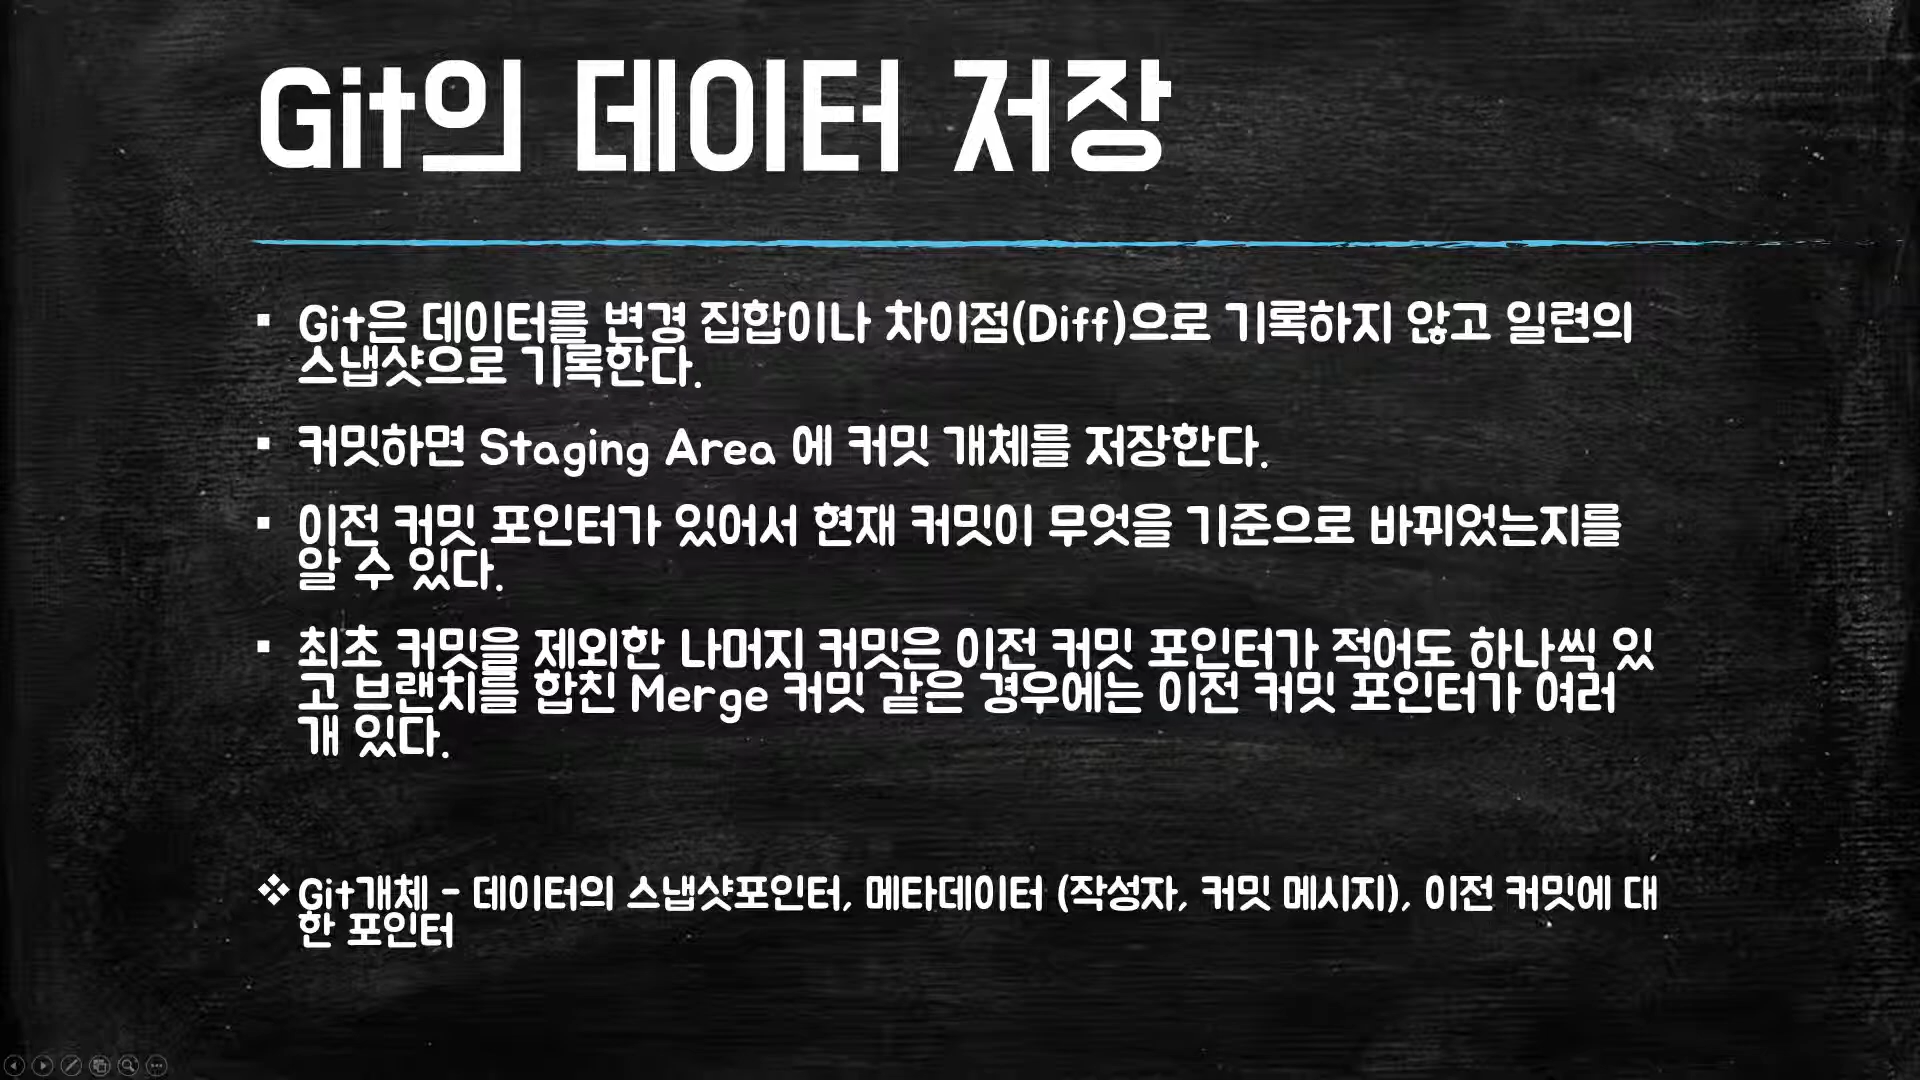 Git의 데이터 저장
▪ Git은 데이터를 변경 집합이나 차이점(Diff)으로 기록하지 않고 일련의
스냅샷으로 기록한다.
▪ 커밋하면 Staging Area 에 커밋 개체를 저장한다.
▪ 이전 커밋 포인터가 있어서 현재 커밋이 무엇을 기준으로 바뀌었는지를
알 수 있다.
▪ 최초 커밋을 제외한 나머지 커밋은 이전 커밋 포인터가 적어도 하나씩 있
고 브랜치를 합친 Merge 커밋 같은 경우에는 이전 커밋 포인터가 여러
개 있다.
❖ Git개체 - 데이터의 스냅샷포인터, 메타데이터 (작성자, 커밋 메시지), 이전 커밋에 대
한 포인터